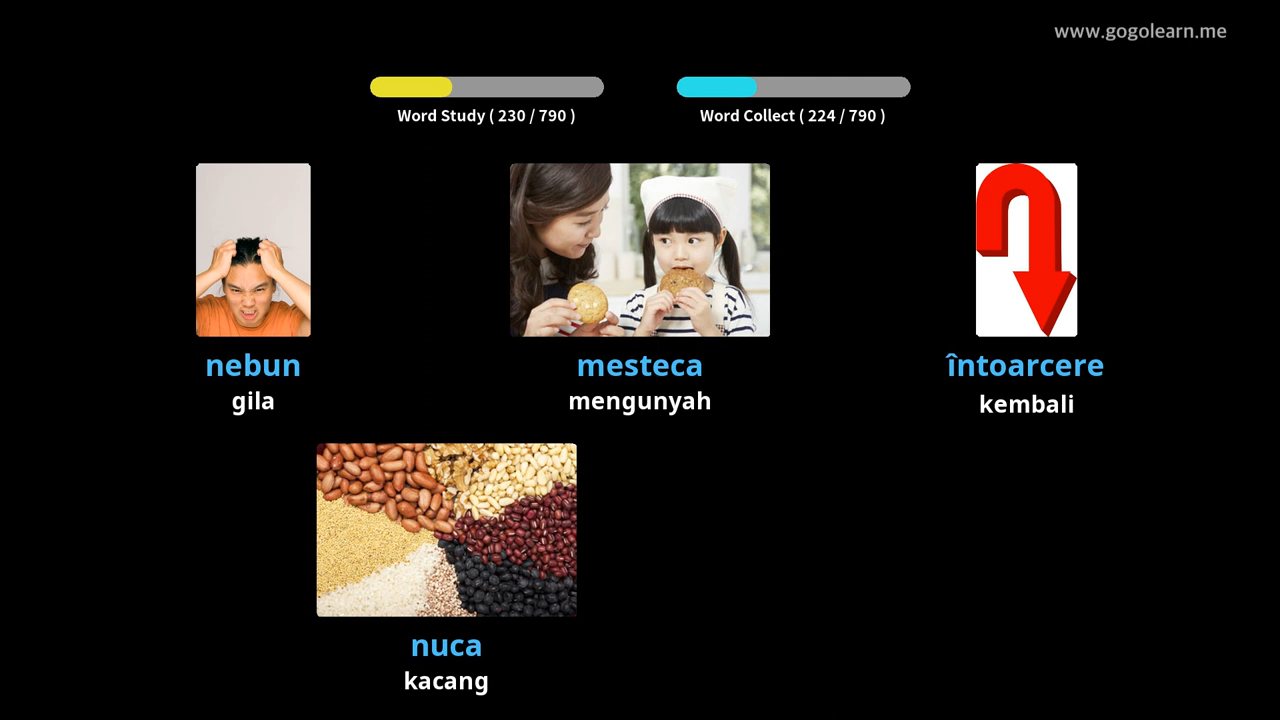 www.gogolearn.me
Word Study ( 230 / 790 )
Word Collect ( 224 / 790 )
nebun
gila
mesteca
mengunyah
întoarcere
kembali
nuca
kacang